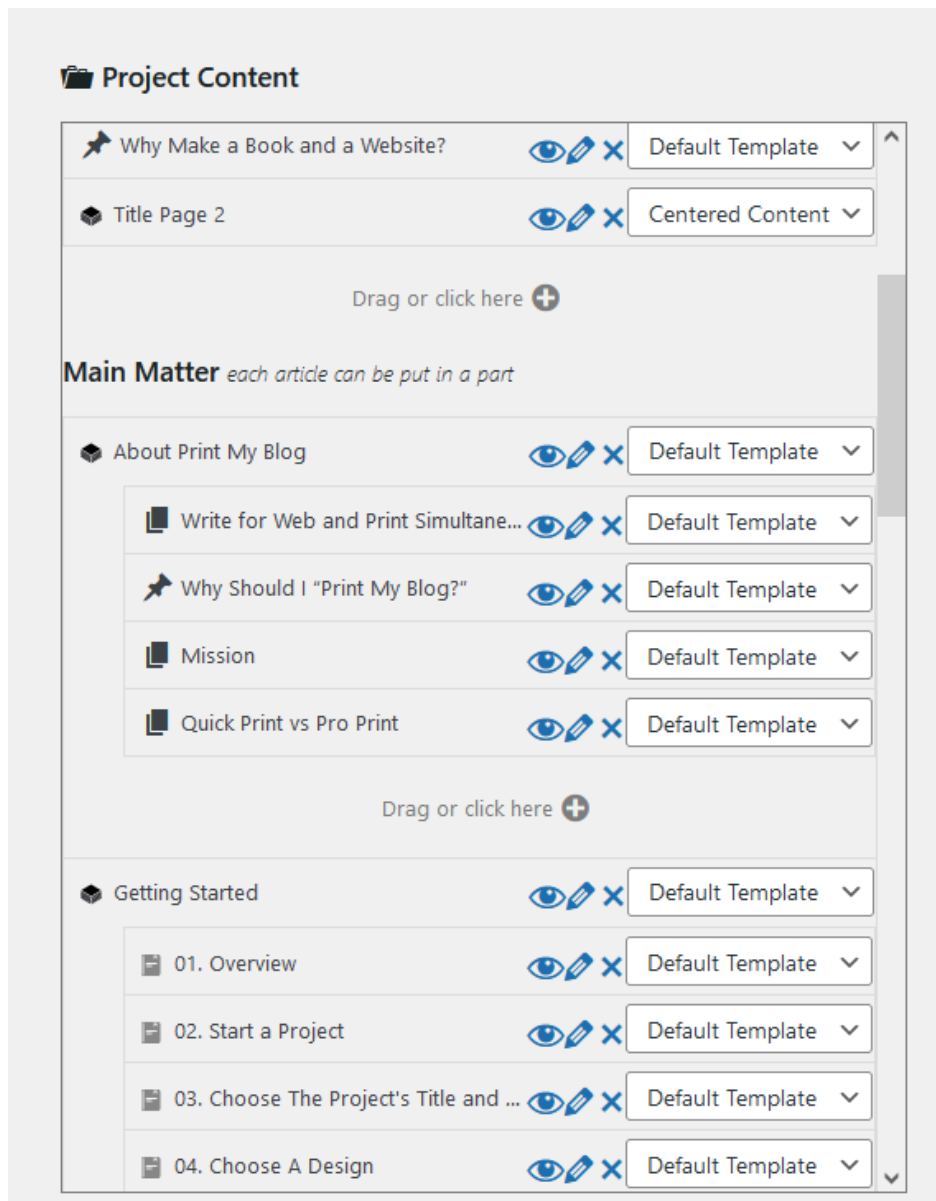 Project Content
Why Make a Book and a Website? Default Template
Title Page 2 Centered Content
Drag or click here
Main Matter each article can be put in a part
About Print My Blog Default Template
Write for Web and Print Simultane... Default Template
Why Should I “Print My Blog?” Default Template
Mission Default Template
Quick Print vs Pro Print Default Template
Drag or click here
Getting Started Default Template
01. Overview Default Template
02. Start a Project Default Template
03. Choose The Project's Title and ... Default Template
04. Choose A Design Default Template